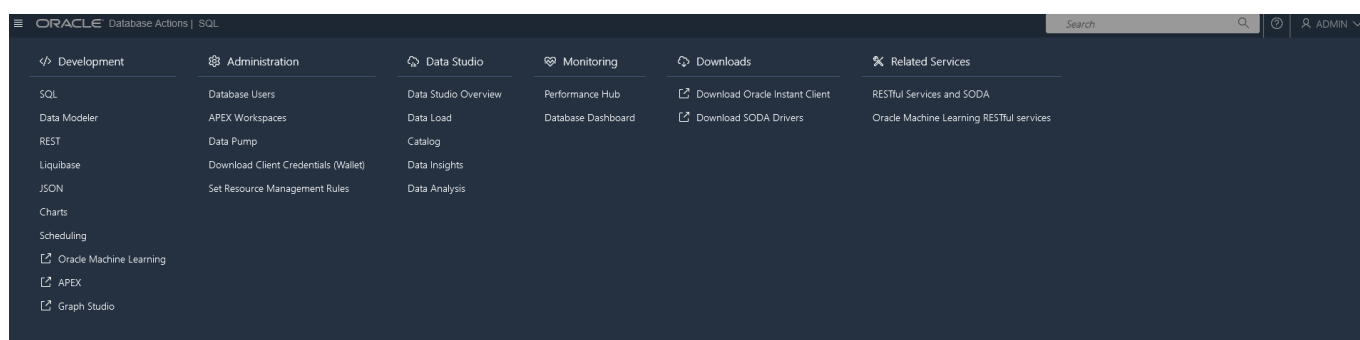 ORACLE Database Actions | SQL
Search
ADMIN
</> Development
SQL
Data Modeler
REST
Liquibase
JSON
Charts
Scheduling
Oracle Machine Learning
APEX
Graph Studio
Administration
Database Users
APEX Workspaces
Data Pump
Download Client Credentials (Wallet)
Set Resource Management Rules
Data Studio
Data Studio Overview
Data Load
Catalog
Data Insights
Data Analysis
Monitoring
Performance Hub
Database Dashboard
Downloads
Download Oracle Instant Client
Download SODA Drivers
Related Services
RESTful Services and SODA
Oracle Machine Learning RESTful services